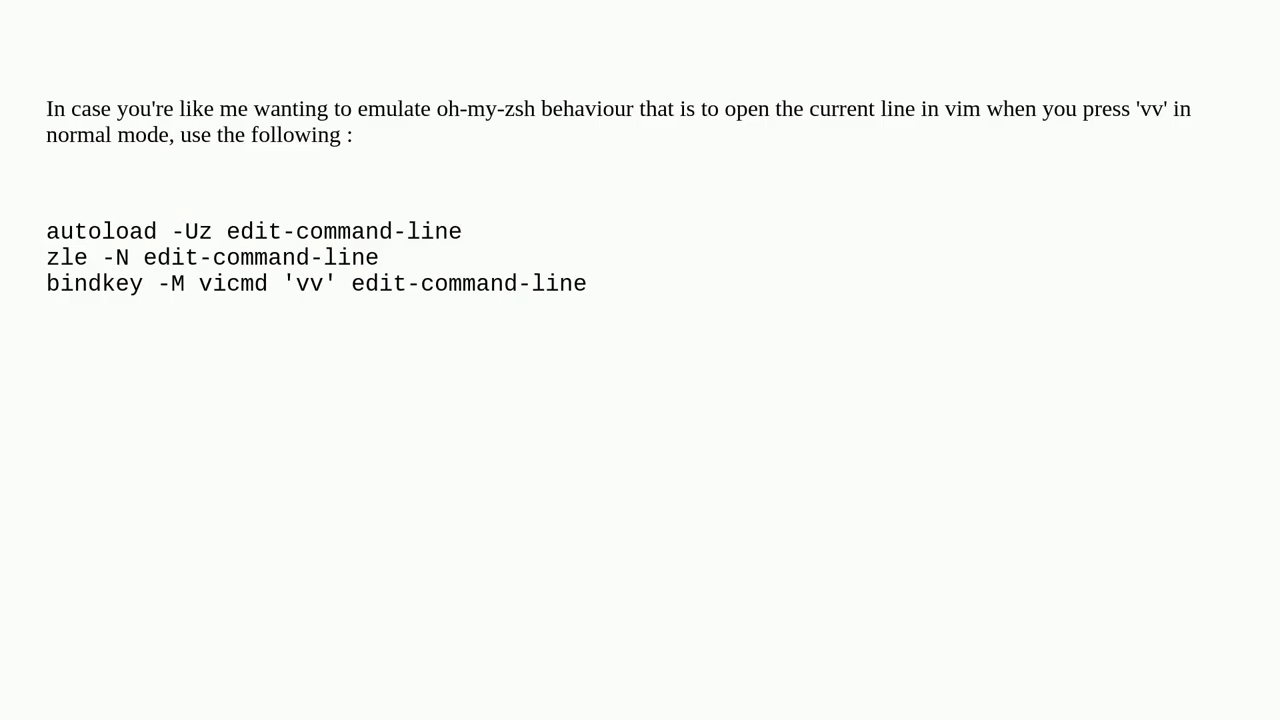 In case you're like me wanting to emulate oh-my-zsh behaviour that is to open the current line in vim when you press 'vv' in
normal mode, use the following :
autoload -Uz edit-command-line
zle -N edit-command-line
bindkey -M vicmd 'vv' edit-command-line